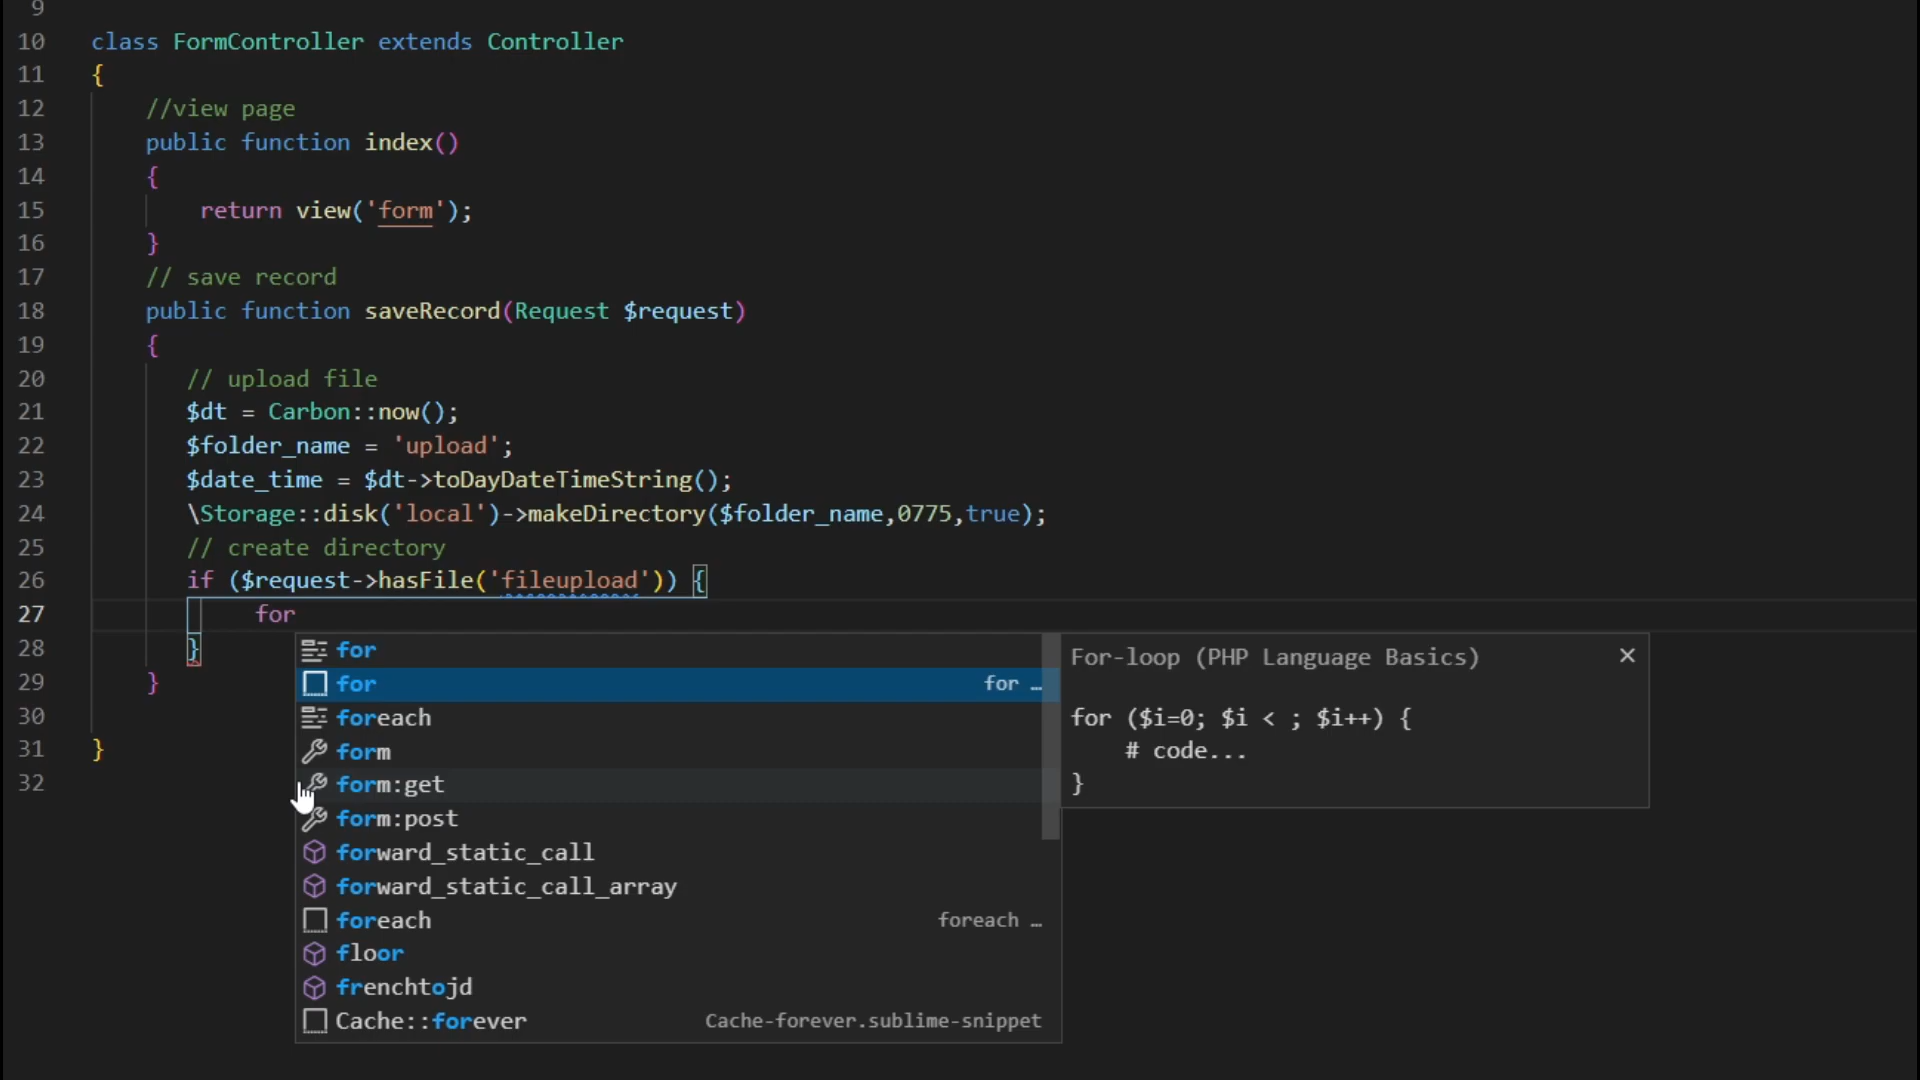 9
10 class FormController extends Controller
11 {
12 //view page
13 public function index()
14 {
15 return view('form');
16 }
17 // save record
18 public function saveRecord(Request $request)
19 {
20 // upload file
21 $dt = Carbon::now();
22 $folder_name = 'upload';
23 $date_time = $dt->toDayDateTimeString();
24 \Storage::disk('local')->makeDirectory($folder_name,0775,true);
25 // create directory
26 if ($request->hasFile('fileupload')) {
27 for
28 }
29 }
30
31 }
32
for
for for …
foreach
form
form:get
form:post
forward_static_call
forward_static_call_array
foreach foreach …
floor
frenchtojd
Cache::forever Cache-forever.sublime-snippet
For-loop (PHP Language Basics)
for ($i=0; $i < ; $i++) {
# code...
}